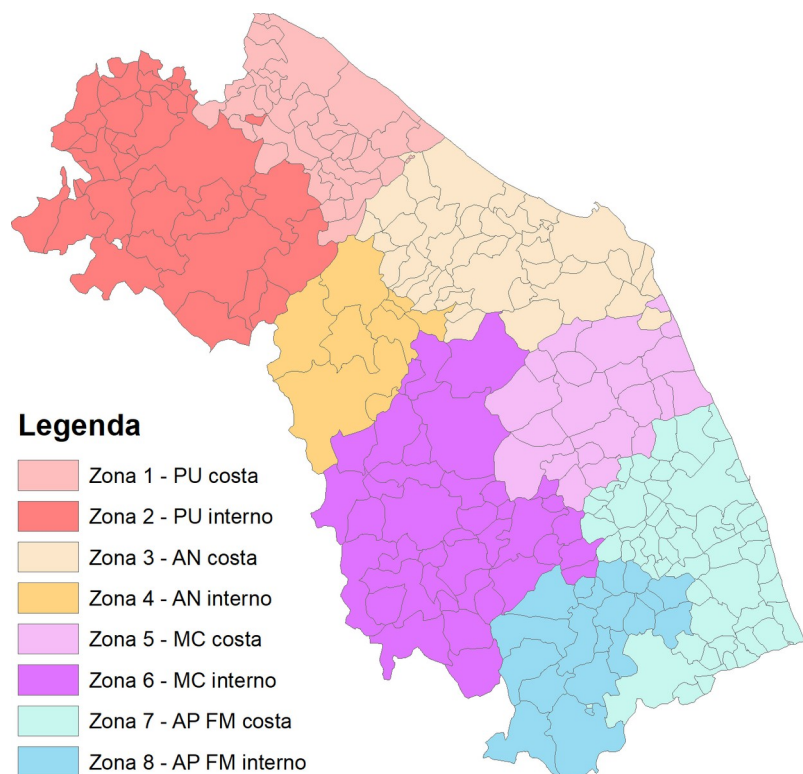 Legenda
Zona 1 - PU costa
Zona 2 - PU interno
Zona 3 - AN costa
Zona 4 - AN interno
Zona 5 - MC costa
Zona 6 - MC interno
Zona 7 - AP FM costa
Zona 8 - AP FM interno